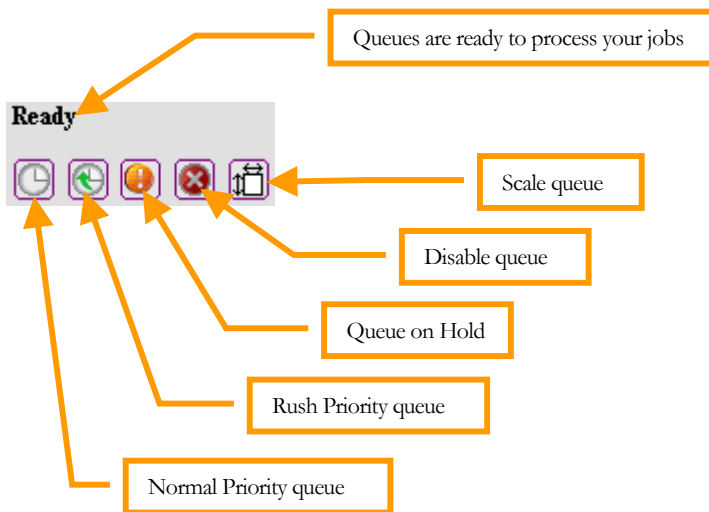 Queues are ready to process your jobs
Ready
Scale queue
Disable queue
Queue on Hold
Rush Priority queue
Normal Priority queue